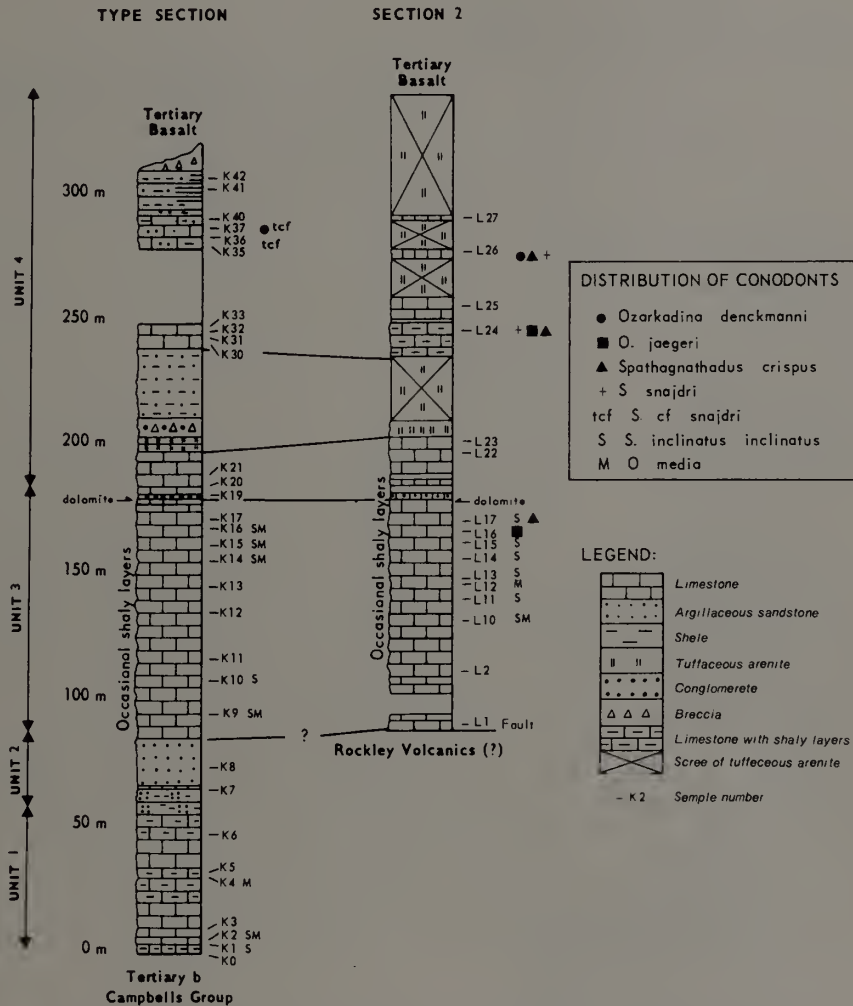 TYPE SECTION
SECTION 2
Tertiary
Basalt
Tertiary
Basalt
300 m
250 m
200 m
150 m
100 m
50 m
0 m
UNIT 4
UNIT 3
UNIT 2
UNIT 1
K42
K41
K40
K37 ● tcf
K36 tcf
K35
K33
K32
K31
K30
K21
K20
K19
dolomite
K17
K16 SM
K15 SM
K14 SM
K13
K12
K11
K10 S
K9 SM
K8
K7
K6
K5
K4 M
K3
K2 SM
K1 S
K0
Occasional shaly layers
Tertiary b
Campbells Group
?
L27
L26 ●▲ +
L25
L24 + ■▲
L23
L22
dolomite
L17 S ▲
L16 ■
L15 S
L14 S
L13 S
L12 M
L11 S
L10 SM
L2
L1 Fault
Occasional shaly layers
Rockley Volcanics (?)
DISTRIBUTION OF CONODONTS
● Ozarkadina denckmanni
■ O. jaegeri
▲ Spathagnathadus crispus
+ S snajdri
tcf S. cf snajdri
S S. inclinatus inclinatus
M O media
LEGEND:
Limestone
Argillaceous sandstone
Shele
Tuffaceous arenite
Conglomerete
Breccia
Limestone with shaly layers
Scree of tuffeceous arenite
– K2 Semple number